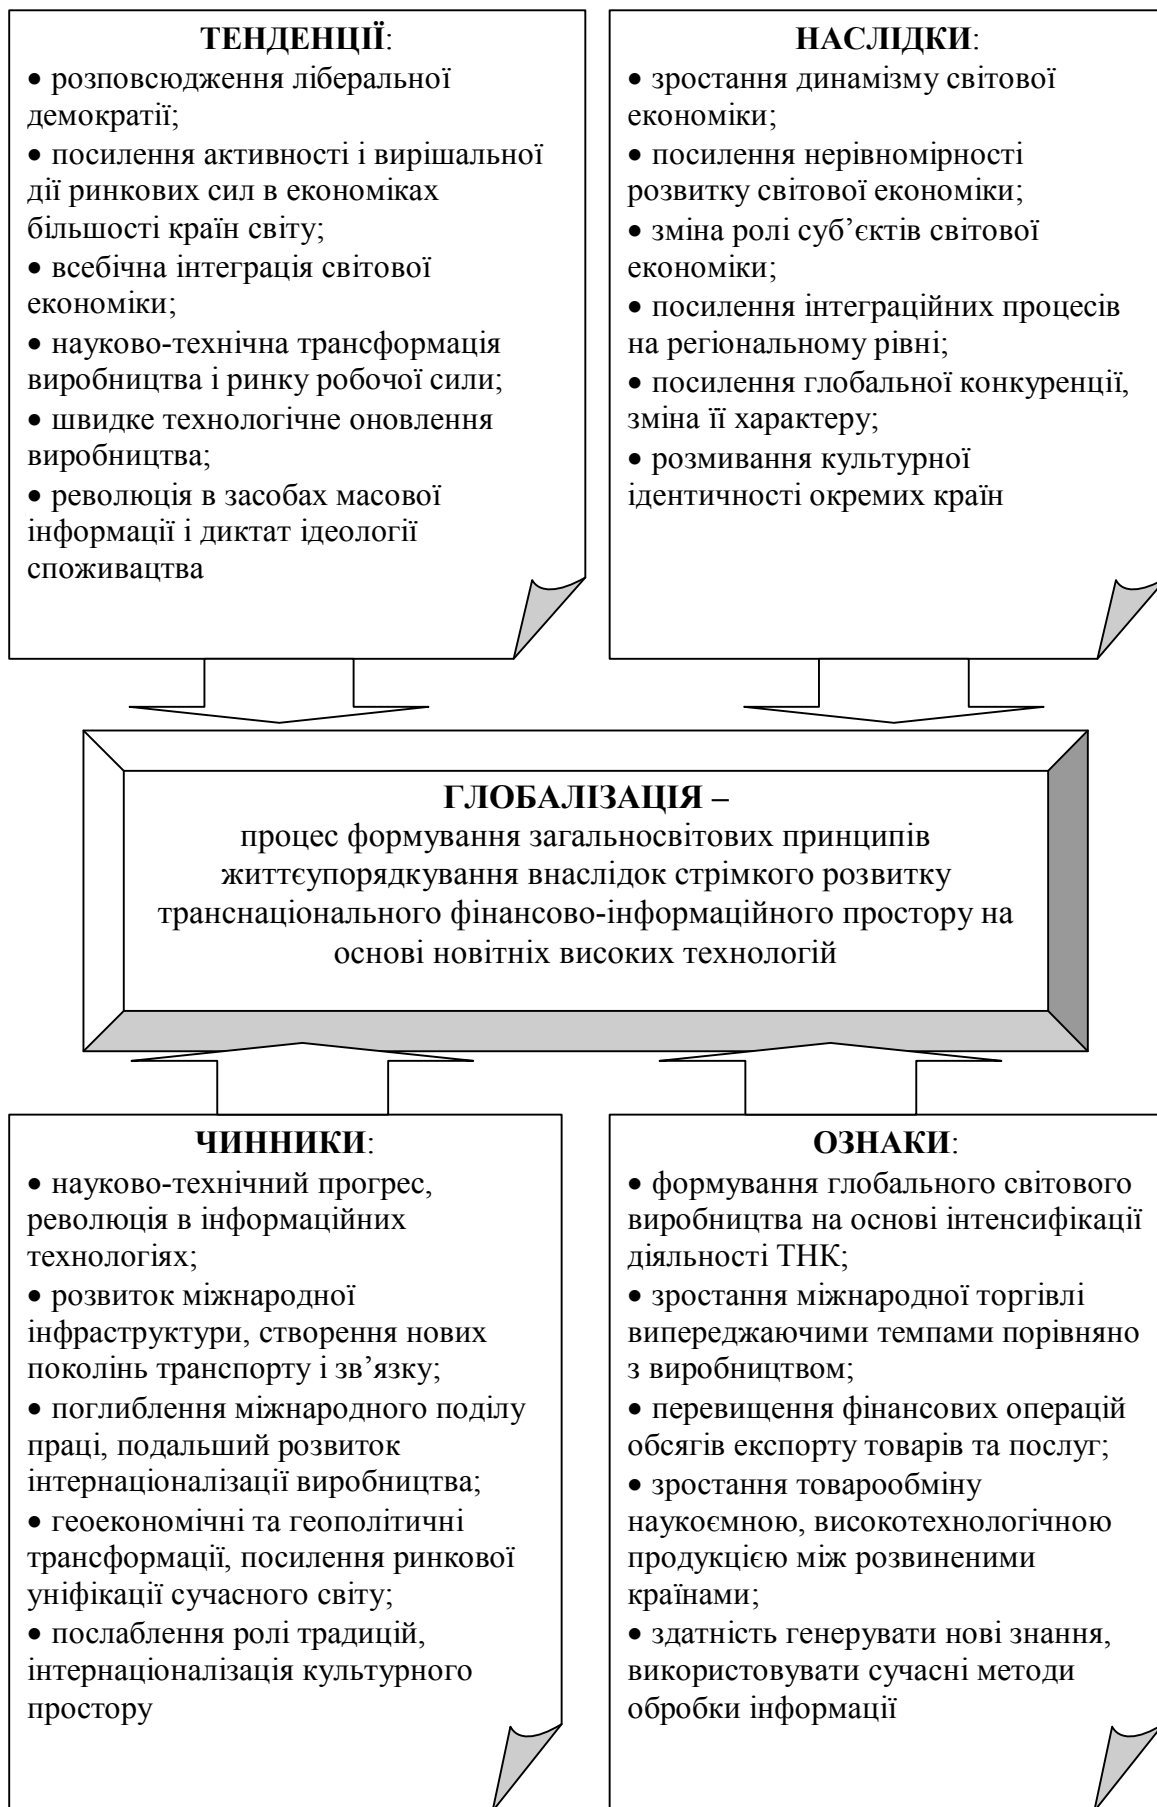 ТЕНДЕНЦІЇ:
• розповсюдження ліберальної
демократії;
• посилення активності і вирішальної
дії ринкових сил в економіках
більшості країн світу;
• всебічна інтеграція світової
економіки;
• науково-технічна трансформація
виробництва і ринку робочої сили;
• швидке технологічне оновлення
виробництва;
• революція в засобах масової
інформації і диктат ідеології
споживацтва
НАСЛІДКИ:
• зростання динамізму світової
економіки;
• посилення нерівномірності
розвитку світової економіки;
• зміна ролі суб’єктів світової
економіки;
• посилення інтеграційних процесів
на регіональному рівні;
• посилення глобальної конкуренції,
зміна її характеру;
• розмивання культурної
ідентичності окремих країн
ГЛОБАЛІЗАЦІЯ –
процес формування загальносвітових принципів
життєупорядкування внаслідок стрімкого розвитку
транснаціонального фінансово-інформаційного простору на
основі новітніх високих технологій
ЧИННИКИ:
• науково-технічний прогрес,
революція в інформаційних
технологіях;
• розвиток міжнародної
інфраструктури, створення нових
поколінь транспорту і зв’язку;
• поглиблення міжнародного поділу
праці, подальший розвиток
інтернаціоналізації виробництва;
• геоекономічні та геополітичні
трансформації, посилення ринкової
уніфікації сучасного світу;
• послаблення ролі традицій,
інтернаціоналізація культурного
простору
ОЗНАКИ:
• формування глобального світового
виробництва на основі інтенсифікації
діяльності ТНК;
• зростання міжнародної торгівлі
випереджаючими темпами порівняно
з виробництвом;
• перевищення фінансових операцій
обсягів експорту товарів та послуг;
• зростання товарообміну
наукоємною, високотехнологічною
продукцією між розвиненими
країнами;
• здатність генерувати нові знання,
використовувати сучасні методи
обробки інформації